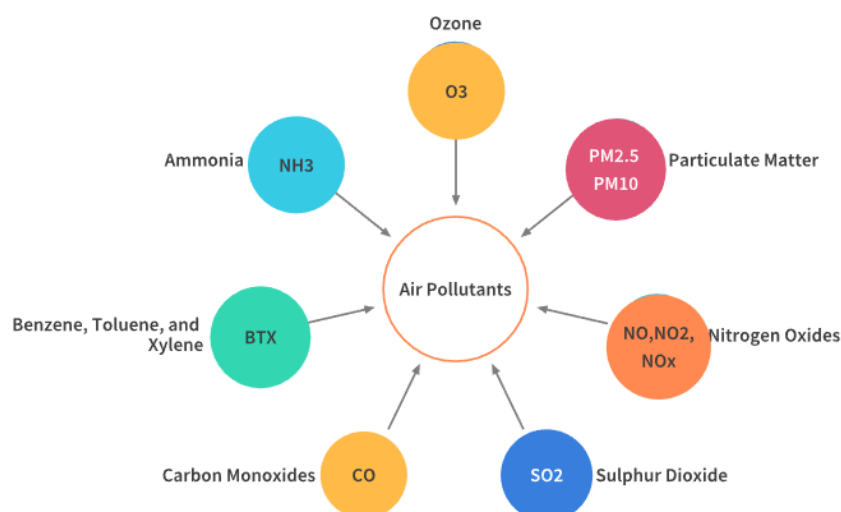 Ozone
O3
Ammonia
NH3
PM2.5
PM10
Particulate Matter
Air Pollutants
Benzene, Toluene, and
Xylene
BTX
NO,NO2,
NOx
Nitrogen Oxides
Carbon Monoxides
CO
SO2
Sulphur Dioxide